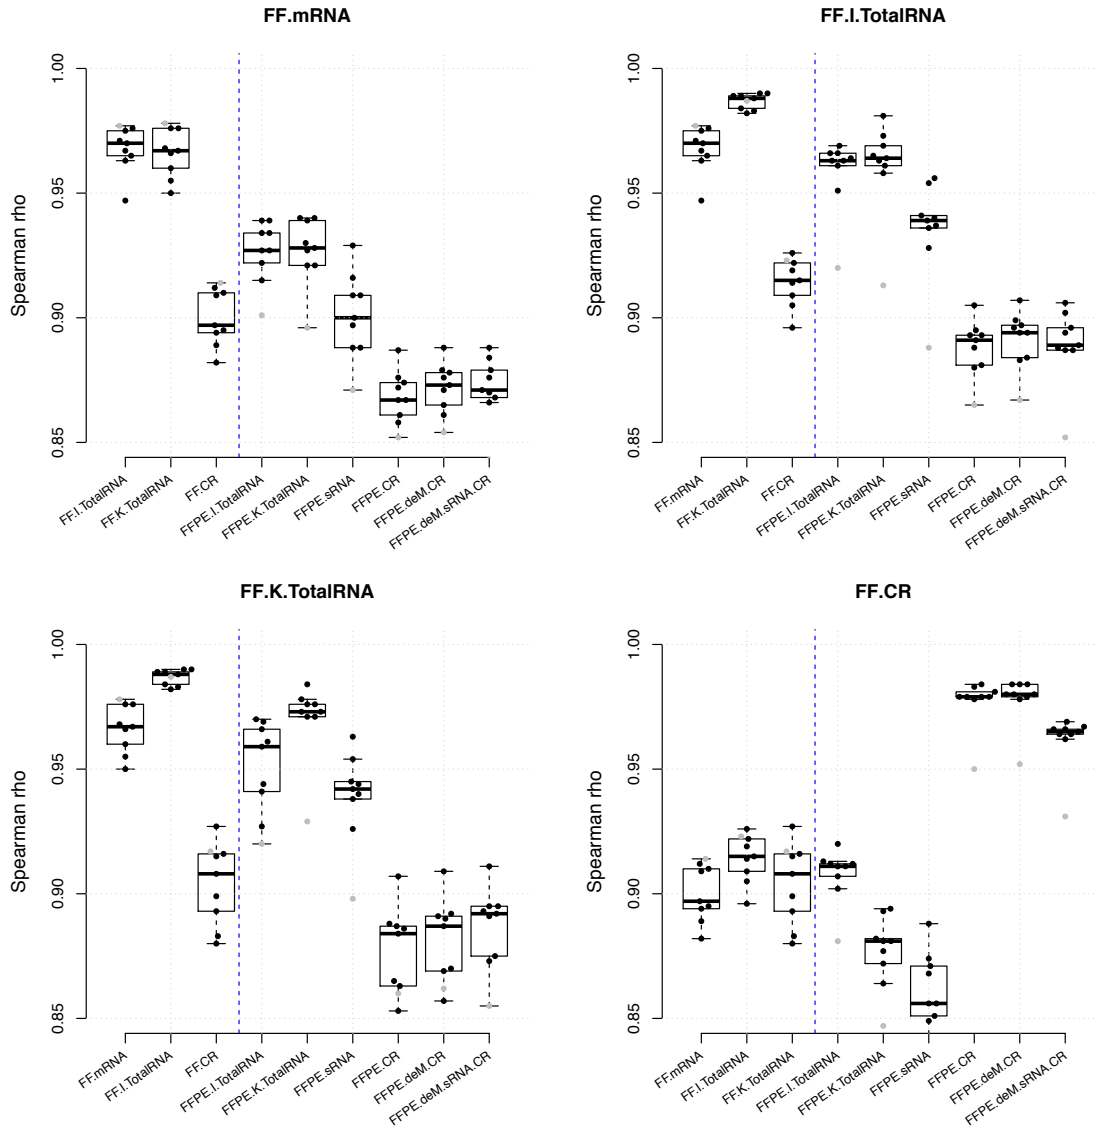 FF.mRNA
Spearman rho
1.00
0.95
0.90
0.85
FF.I.TotalRNA
FF.K.TotalRNA
FF.CR
FFPE.I.TotalRNA
FFPE.K.TotalRNA
FFPE.sRNA
FFPE.CR
FFPE.deM.CR
FFPE.deM.sRNA.CR
FF.I.TotalRNA
Spearman rho
1.00
0.95
0.90
0.85
FF.mRNA
FF.K.TotalRNA
FF.CR
FFPE.I.TotalRNA
FFPE.K.TotalRNA
FFPE.sRNA
FFPE.CR
FFPE.deM.CR
FFPE.deM.sRNA.CR
FF.K.TotalRNA
Spearman rho
1.00
0.95
0.90
0.85
FF.mRNA
FF.I.TotalRNA
FF.CR
FFPE.I.TotalRNA
FFPE.K.TotalRNA
FFPE.sRNA
FFPE.CR
FFPE.deM.CR
FFPE.deM.sRNA.CR
FF.CR
Spearman rho
1.00
0.95
0.90
0.85
FF.mRNA
FF.I.TotalRNA
FF.K.TotalRNA
FFPE.I.TotalRNA
FFPE.K.TotalRNA
FFPE.sRNA
FFPE.CR
FFPE.deM.CR
FFPE.deM.sRNA.CR